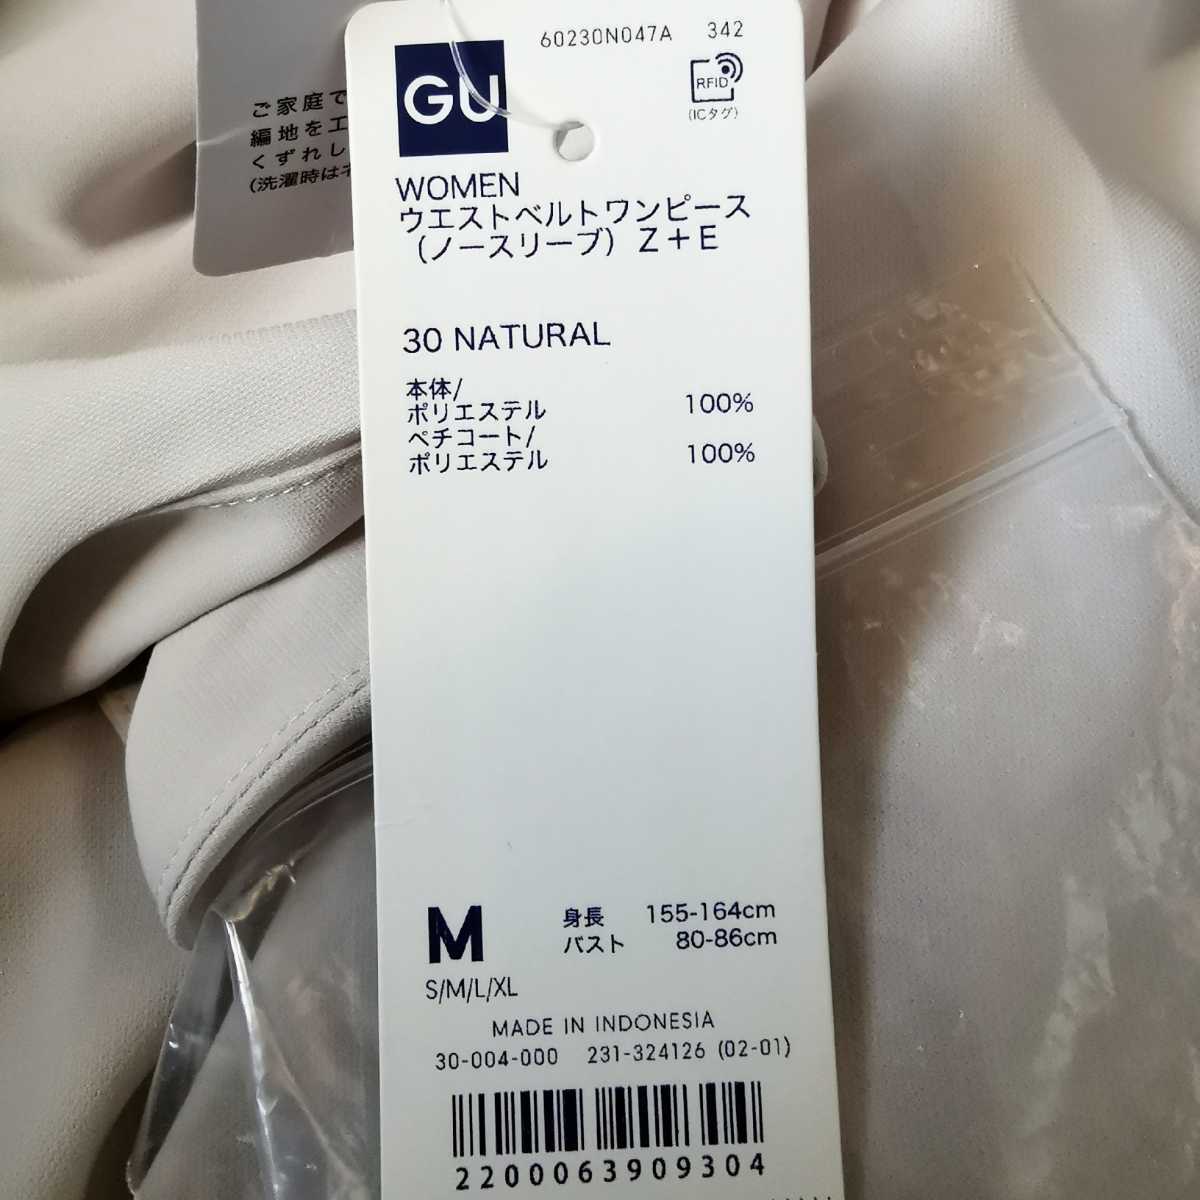 60230N047A 342
GU
RFID
(ICタグ)
ご家庭で
編地を工
くずれし
(洗濯時はネ
WOMEN
ウエストベルトワンピース
(ノースリーブ) Z+E
30 NATURAL
本体/
ポリエステル 100%
ペチコート/
ポリエステル 100%
M 身長 155-164cm
バスト 80-86cm
S/M/L/XL
MADE IN INDONESIA
30-004-000 231-324126 (02-01)
2200063909304